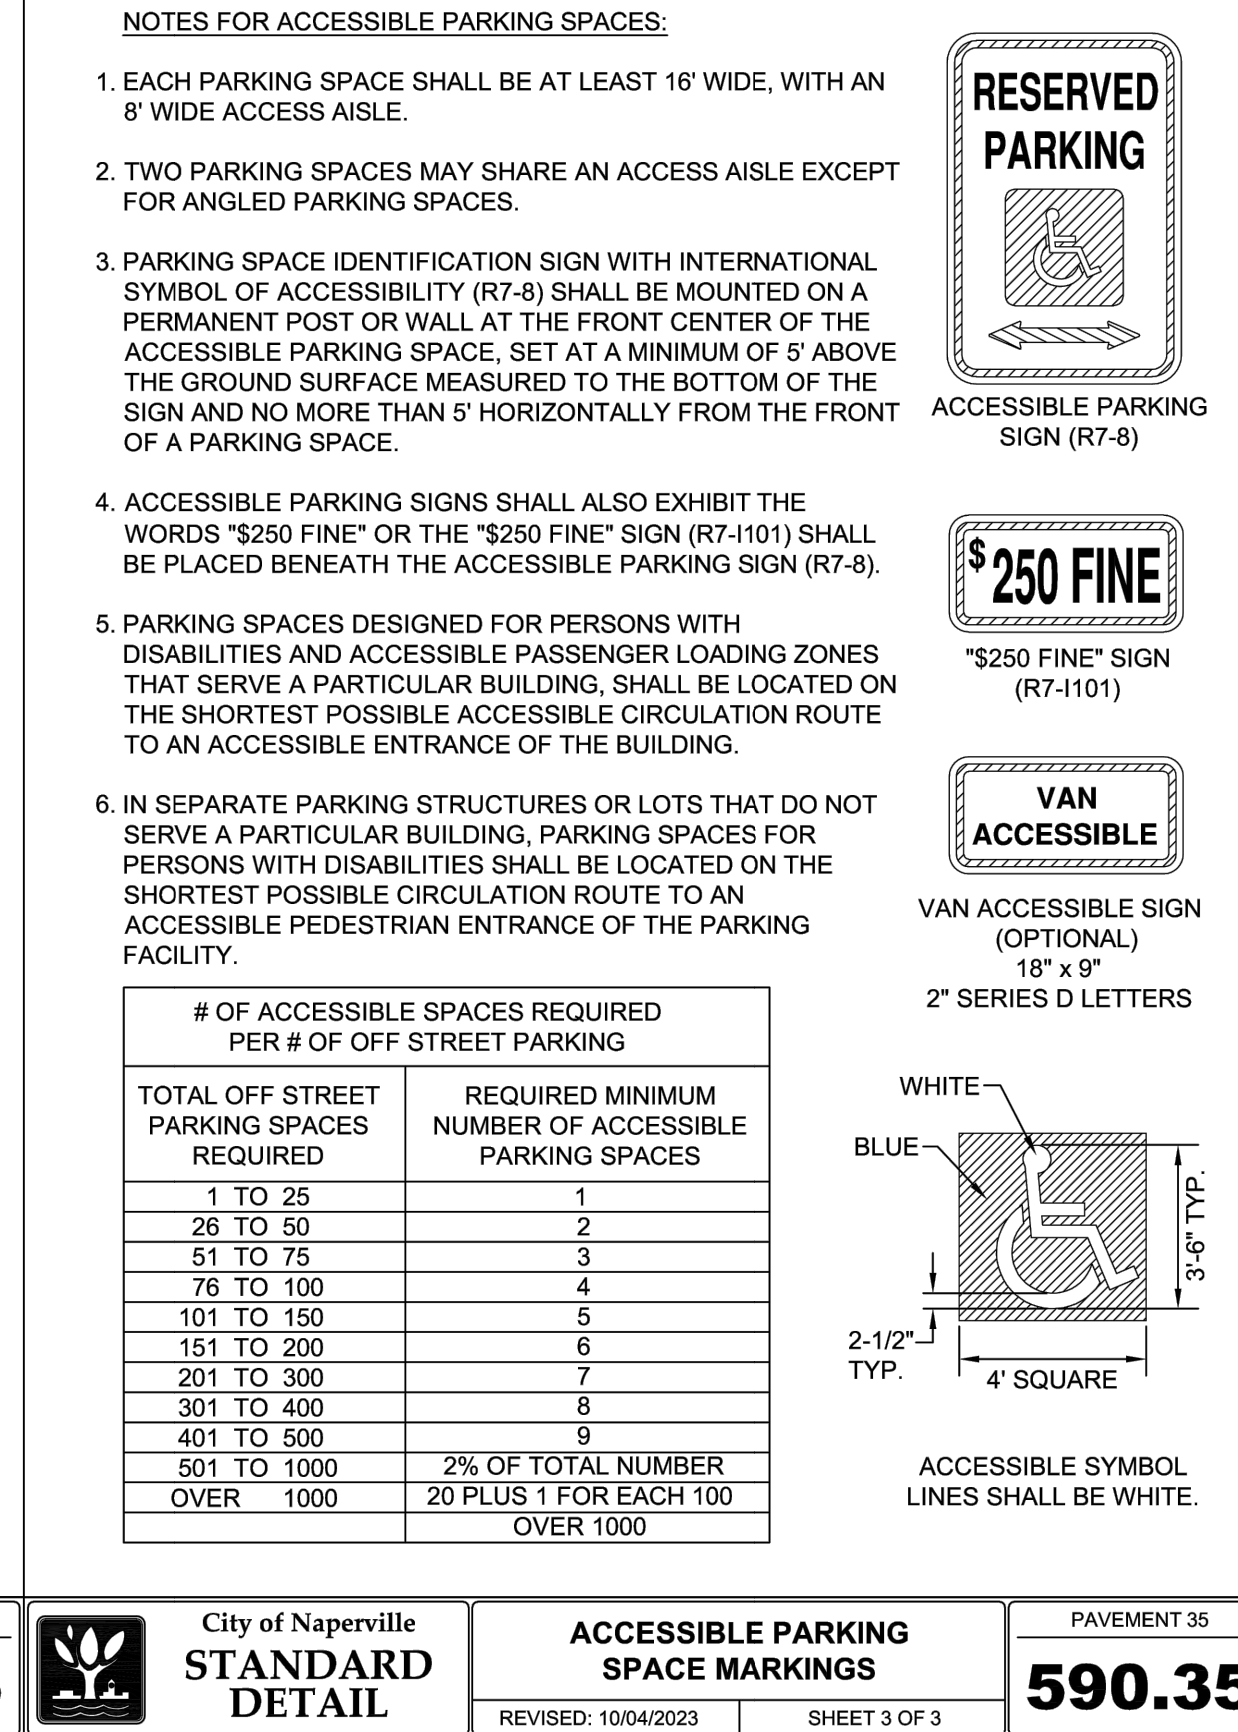 NOTES FOR ACCESSIBLE PARKING SPACES:
1. EACH PARKING SPACE SHALL BE AT LEAST 16' WIDE, WITH AN
8' WIDE ACCESS AISLE.
2. TWO PARKING SPACES MAY SHARE AN ACCESS AISLE EXCEPT
FOR ANGLED PARKING SPACES.
3. PARKING SPACE IDENTIFICATION SIGN WITH INTERNATIONAL
SYMBOL OF ACCESSIBILITY (R7-8) SHALL BE MOUNTED ON A
PERMANENT POST OR WALL AT THE FRONT CENTER OF THE
ACCESSIBLE PARKING SPACE, SET AT A MINIMUM OF 5' ABOVE
THE GROUND SURFACE MEASURED TO THE BOTTOM OF THE
SIGN AND NO MORE THAN 5' HORIZONTALLY FROM THE FRONT
OF A PARKING SPACE.
4. ACCESSIBLE PARKING SIGNS SHALL ALSO EXHIBIT THE
WORDS "$250 FINE" OR THE "$250 FINE" SIGN (R7-I101) SHALL
BE PLACED BENEATH THE ACCESSIBLE PARKING SIGN (R7-8).
5. PARKING SPACES DESIGNED FOR PERSONS WITH
DISABILITIES AND ACCESSIBLE PASSENGER LOADING ZONES
THAT SERVE A PARTICULAR BUILDING, SHALL BE LOCATED ON
THE SHORTEST POSSIBLE ACCESSIBLE CIRCULATION ROUTE
TO AN ACCESSIBLE ENTRANCE OF THE BUILDING.
6. IN SEPARATE PARKING STRUCTURES OR LOTS THAT DO NOT
SERVE A PARTICULAR BUILDING, PARKING SPACES FOR
PERSONS WITH DISABILITIES SHALL BE LOCATED ON THE
SHORTEST POSSIBLE CIRCULATION ROUTE TO AN
ACCESSIBLE PEDESTRIAN ENTRANCE OF THE PARKING
FACILITY.
# OF ACCESSIBLE SPACES REQUIRED
PER # OF OFF STREET PARKING
TOTAL OFF STREET
PARKING SPACES
REQUIRED
REQUIRED MINIMUM
NUMBER OF ACCESSIBLE
PARKING SPACES
1 TO 25 1
26 TO 50 2
51 TO 75 3
76 TO 100 4
101 TO 150 5
151 TO 200 6
201 TO 300 7
301 TO 400 8
401 TO 500 9
501 TO 1000 2% OF TOTAL NUMBER
OVER 1000 20 PLUS 1 FOR EACH 100
OVER 1000
RESERVED
PARKING
ACCESSIBLE PARKING
SIGN (R7-8)
$250 FINE
"$250 FINE" SIGN
(R7-I101)
VAN
ACCESSIBLE
VAN ACCESSIBLE SIGN
(OPTIONAL)
18" x 9"
2" SERIES D LETTERS
WHITE
BLUE
3'-6" TYP.
2-1/2"
TYP.
4' SQUARE
ACCESSIBLE SYMBOL
LINES SHALL BE WHITE.
City of Naperville
STANDARD
DETAIL
ACCESSIBLE PARKING
SPACE MARKINGS
REVISED: 10/04/2023
SHEET 3 OF 3
PAVEMENT 35
590.35